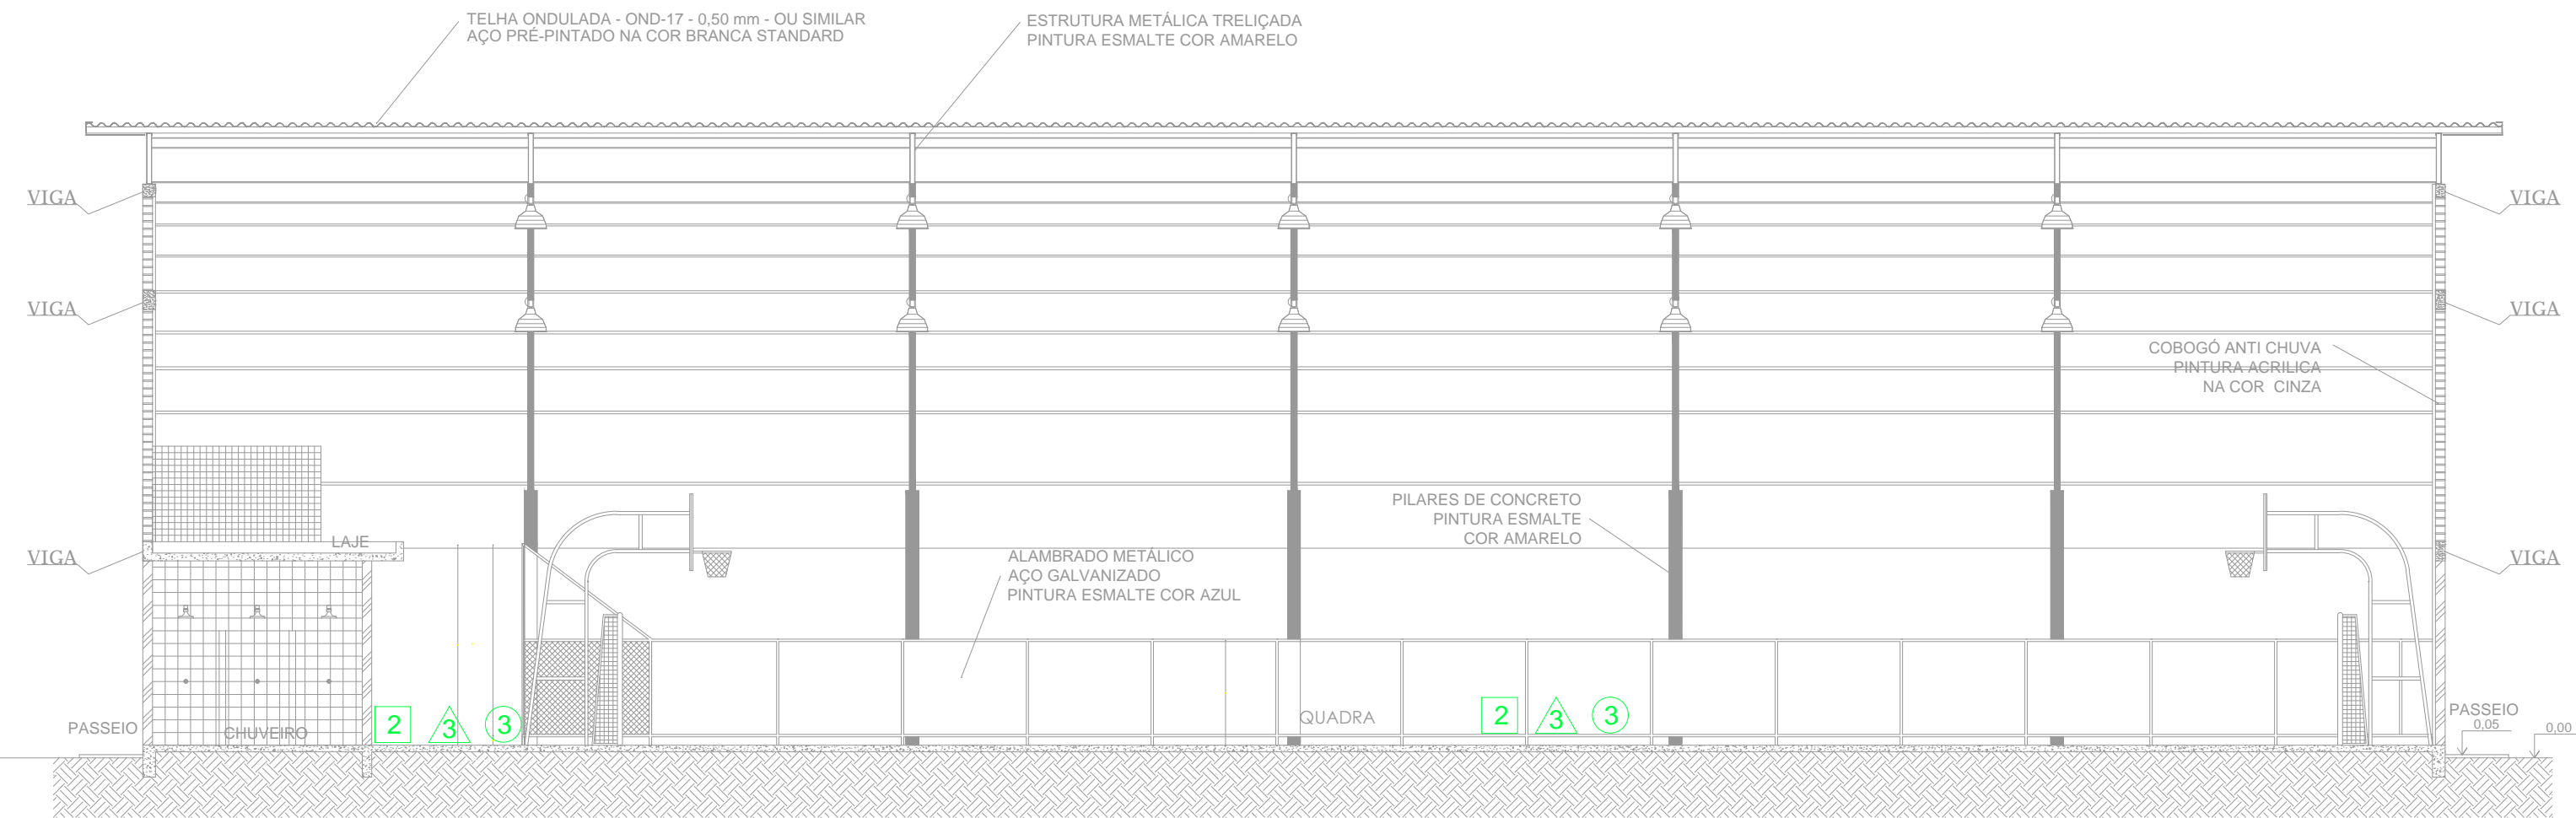 TELHA ONDULADA - OND-17 - 0,50 mm - OU SIMILAR
AÇO PRÉ-PINTADO NA COR BRANCA STANDARD
ESTRUTURA METÁLICA TRELIÇADA
PINTURA ESMALTE COR AMARELO
VIGA
VIGA
VIGA
VIGA
COBOGÓ ANTI CHUVA
PINTURA ACRILICA
NA COR CINZA
PILARES DE CONCRETO
PINTURA ESMALTE
COR AMARELO
LAJE
VIGA
VIGA
ALAMBRADO METÁLICO
AÇO GALVANIZADO
PINTURA ESMALTE COR AZUL
PASSEIO
CHUVEIRO
2 3 3
QUADRA
2 3 3
PASSEIO
0,05
0,00